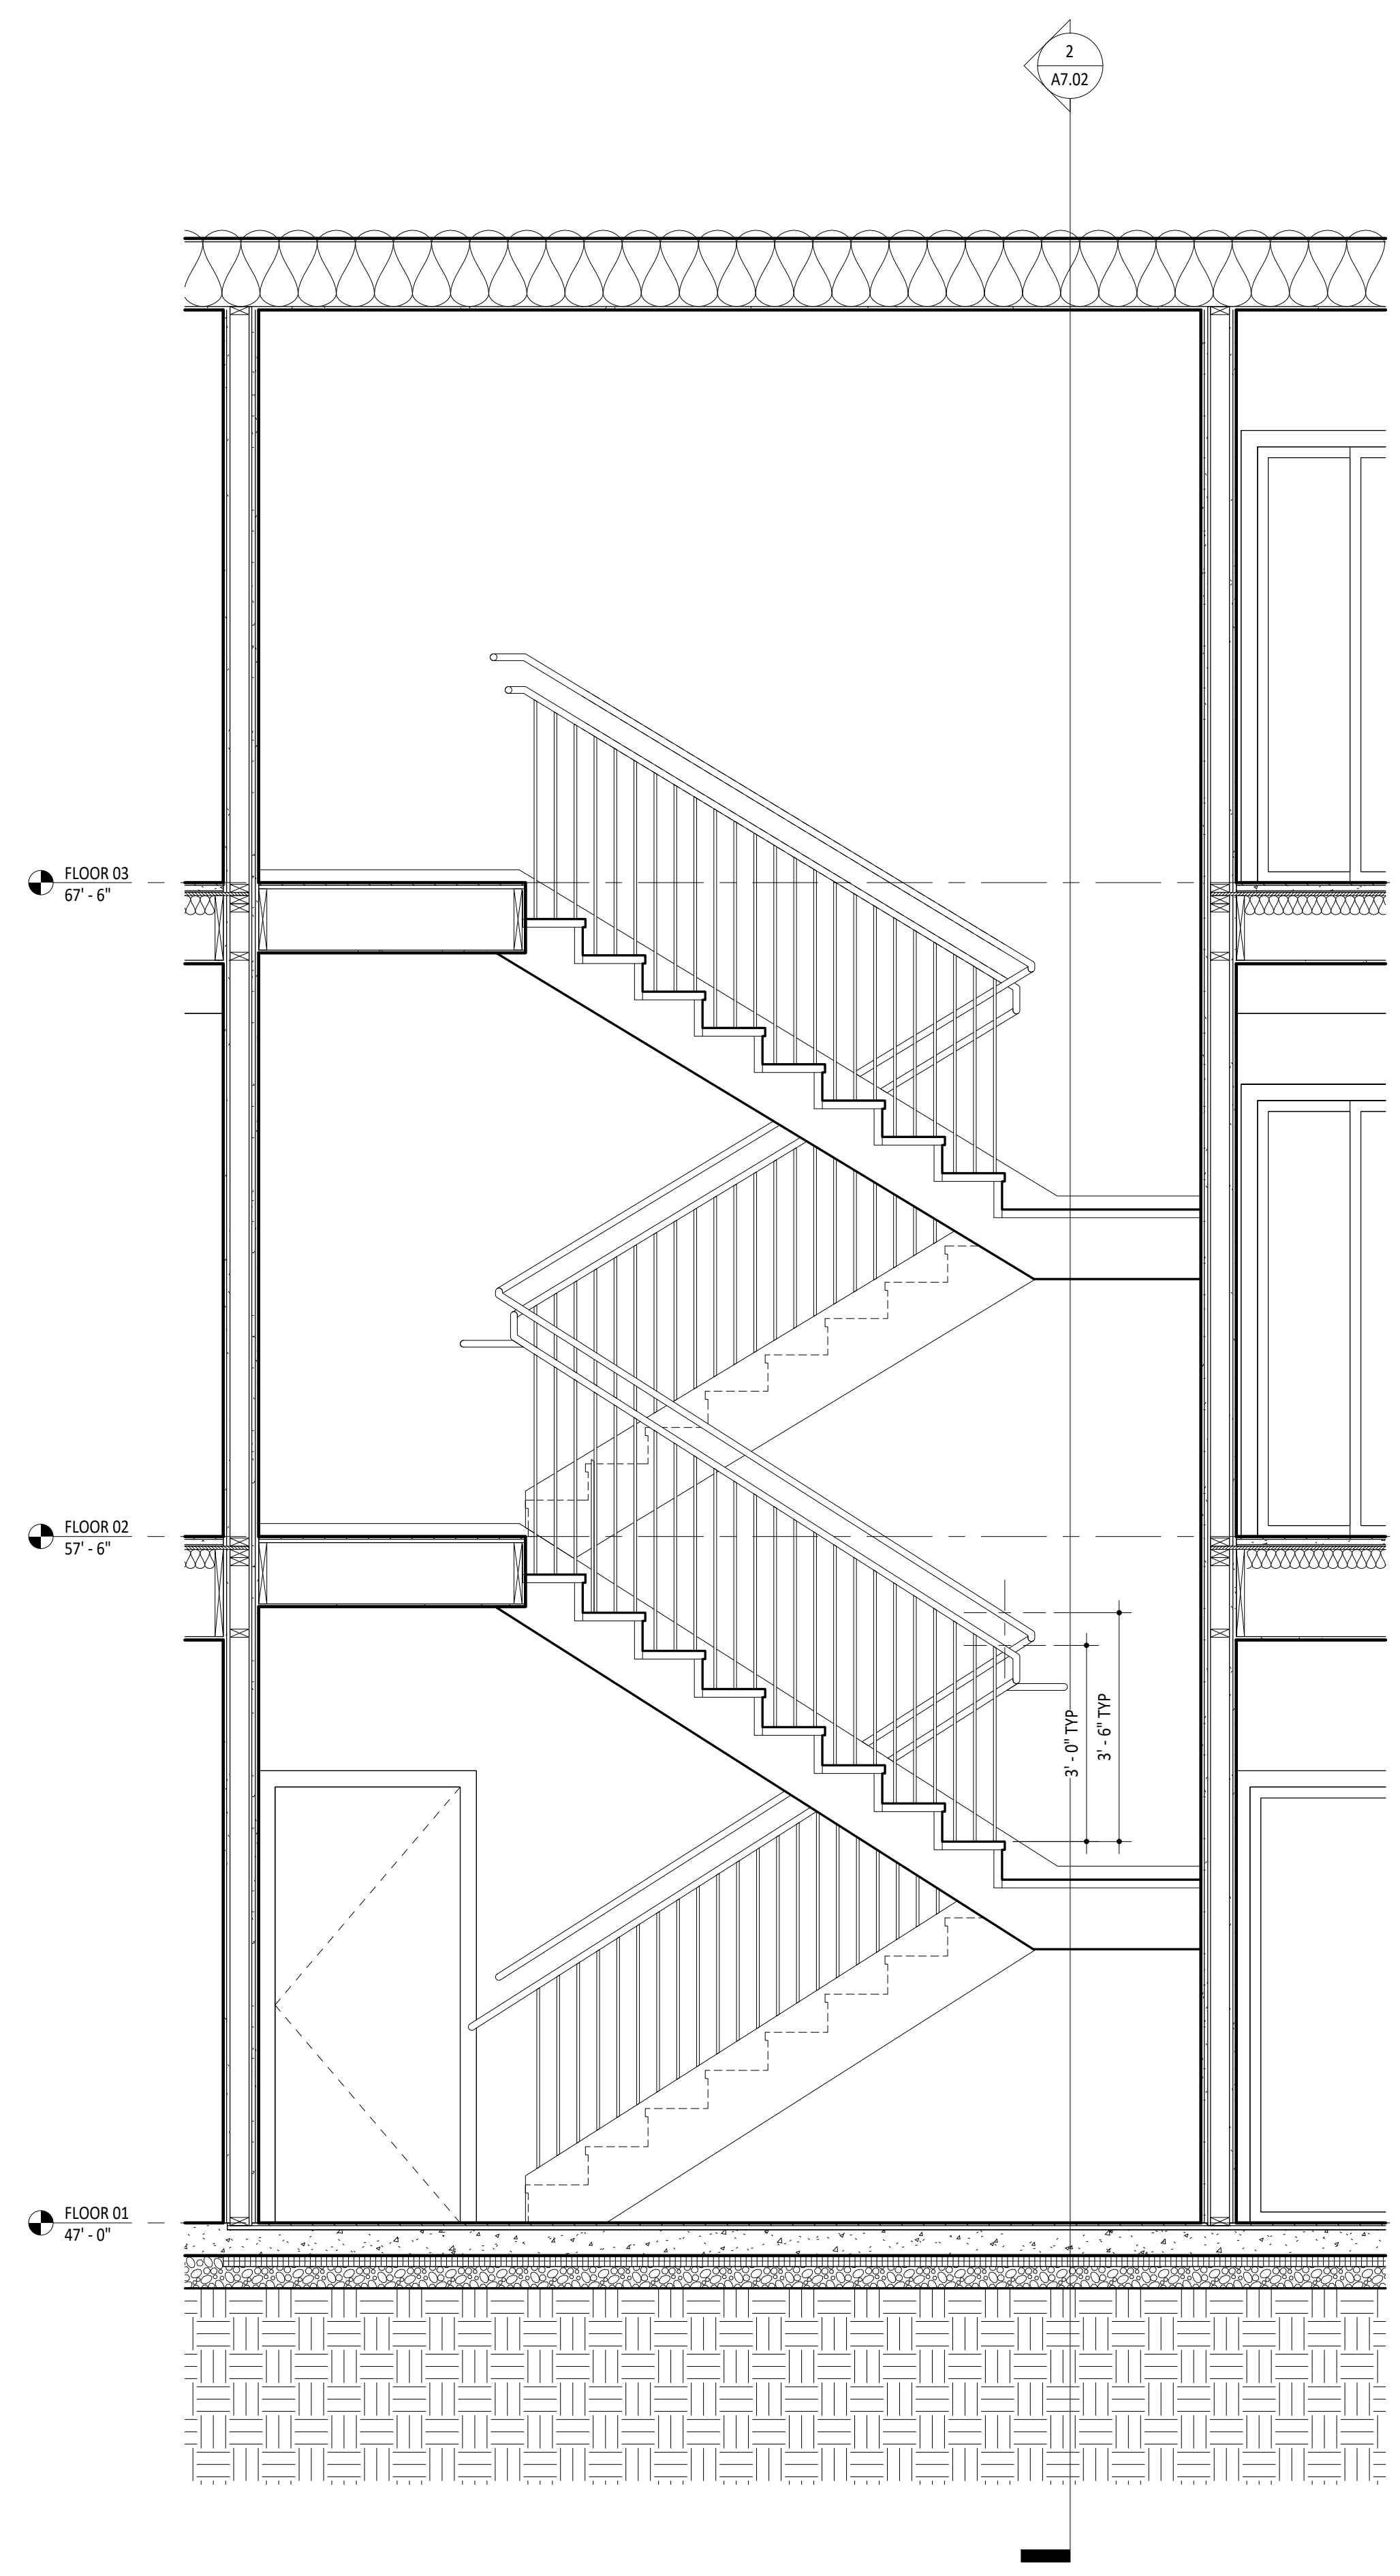 2
A7.02
FLOOR 03
67' - 6"
FLOOR 02
57' - 6"
3' - 0" TYP
3' - 6" TYP
FLOOR 01
47' - 0"